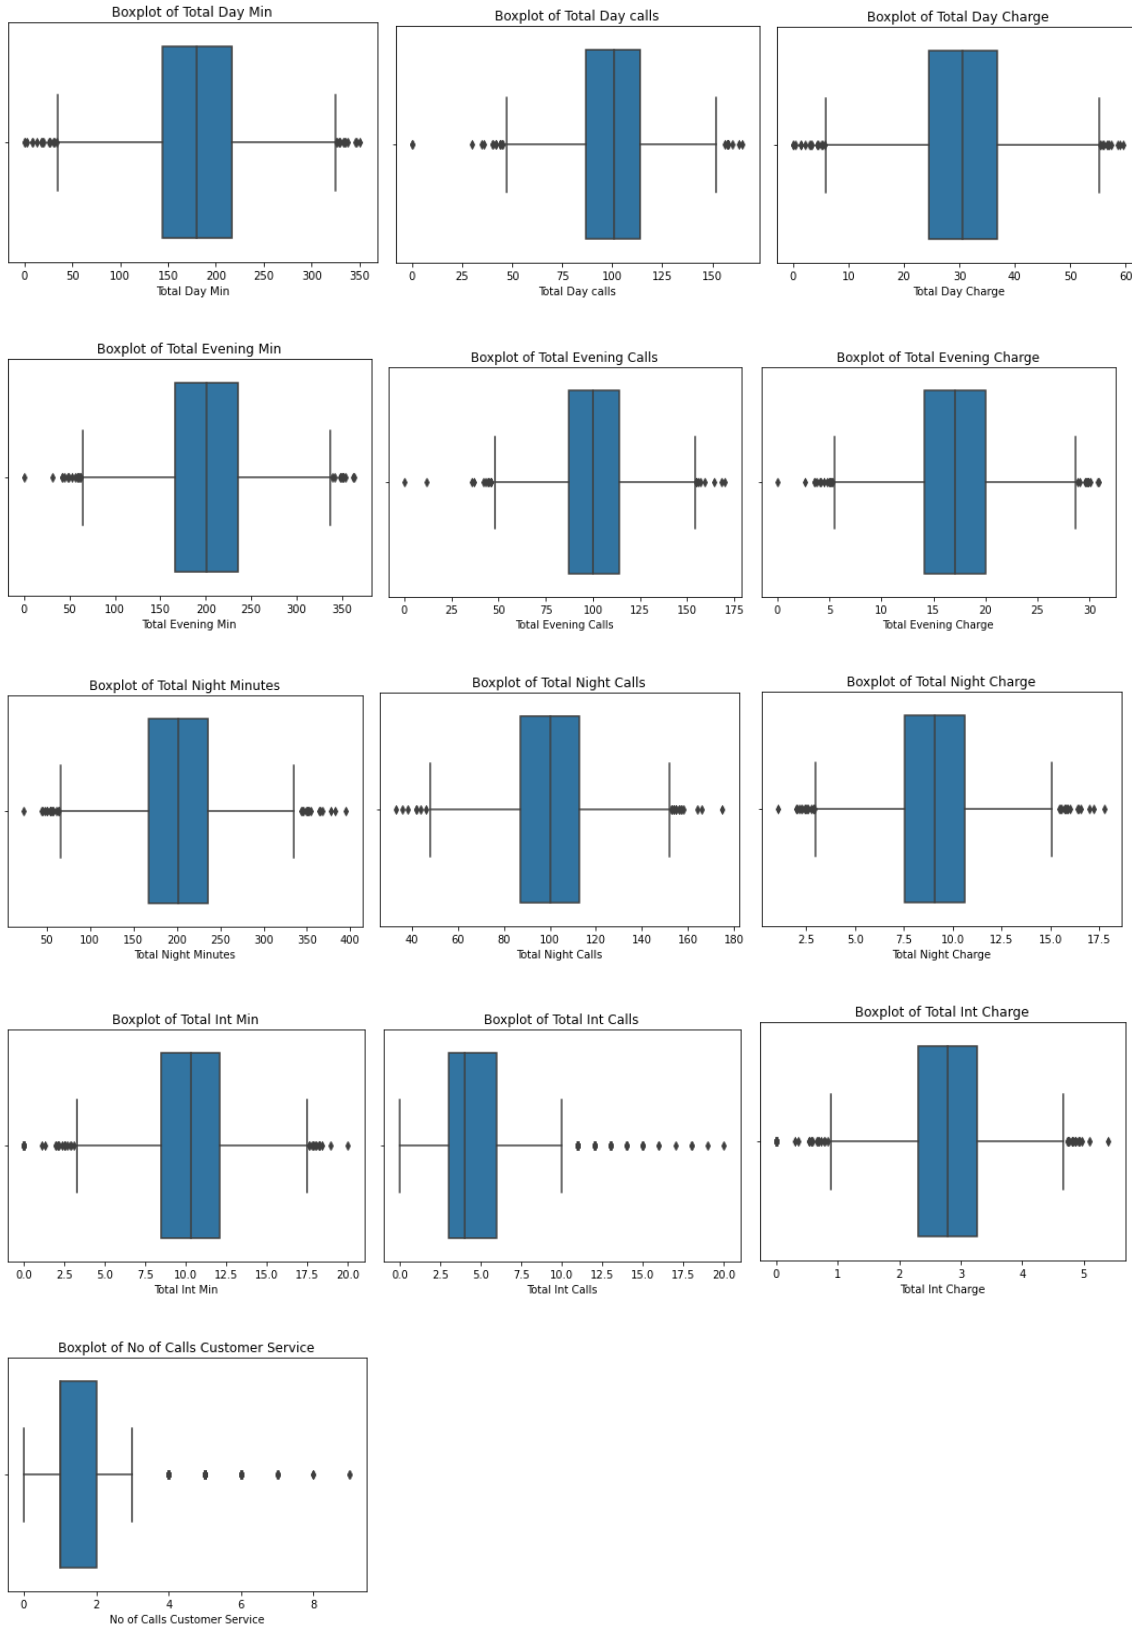 Boxplot of Total Day Min
0 50 100 150 200 250 300 350
Total Day Min
Boxplot of Total Day calls
0 25 50 75 100 125 150
Total Day calls
Boxplot of Total Day Charge
0 10 20 30 40 50 60
Total Day Charge
Boxplot of Total Evening Min
0 50 100 150 200 250 300 350
Total Evening Min
Boxplot of Total Evening Calls
0 25 50 75 100 125 150 175
Total Evening Calls
Boxplot of Total Evening Charge
0 5 10 15 20 25 30
Total Evening Charge
Boxplot of Total Night Minutes
50 100 150 200 250 300 350 400
Total Night Minutes
Boxplot of Total Night Calls
40 60 80 100 120 140 160 180
Total Night Calls
Boxplot of Total Night Charge
2.5 5.0 7.5 10.0 12.5 15.0 17.5
Total Night Charge
Boxplot of Total Int Min
0.0 2.5 5.0 7.5 10.0 12.5 15.0 17.5 20.0
Total Int Min
Boxplot of Total Int Calls
0.0 2.5 5.0 7.5 10.0 12.5 15.0 17.5 20.0
Total Int Calls
Boxplot of Total Int Charge
0 1 2 3 4 5
Total Int Charge
Boxplot of No of Calls Customer Service
0 2 4 6 8
No of Calls Customer Service